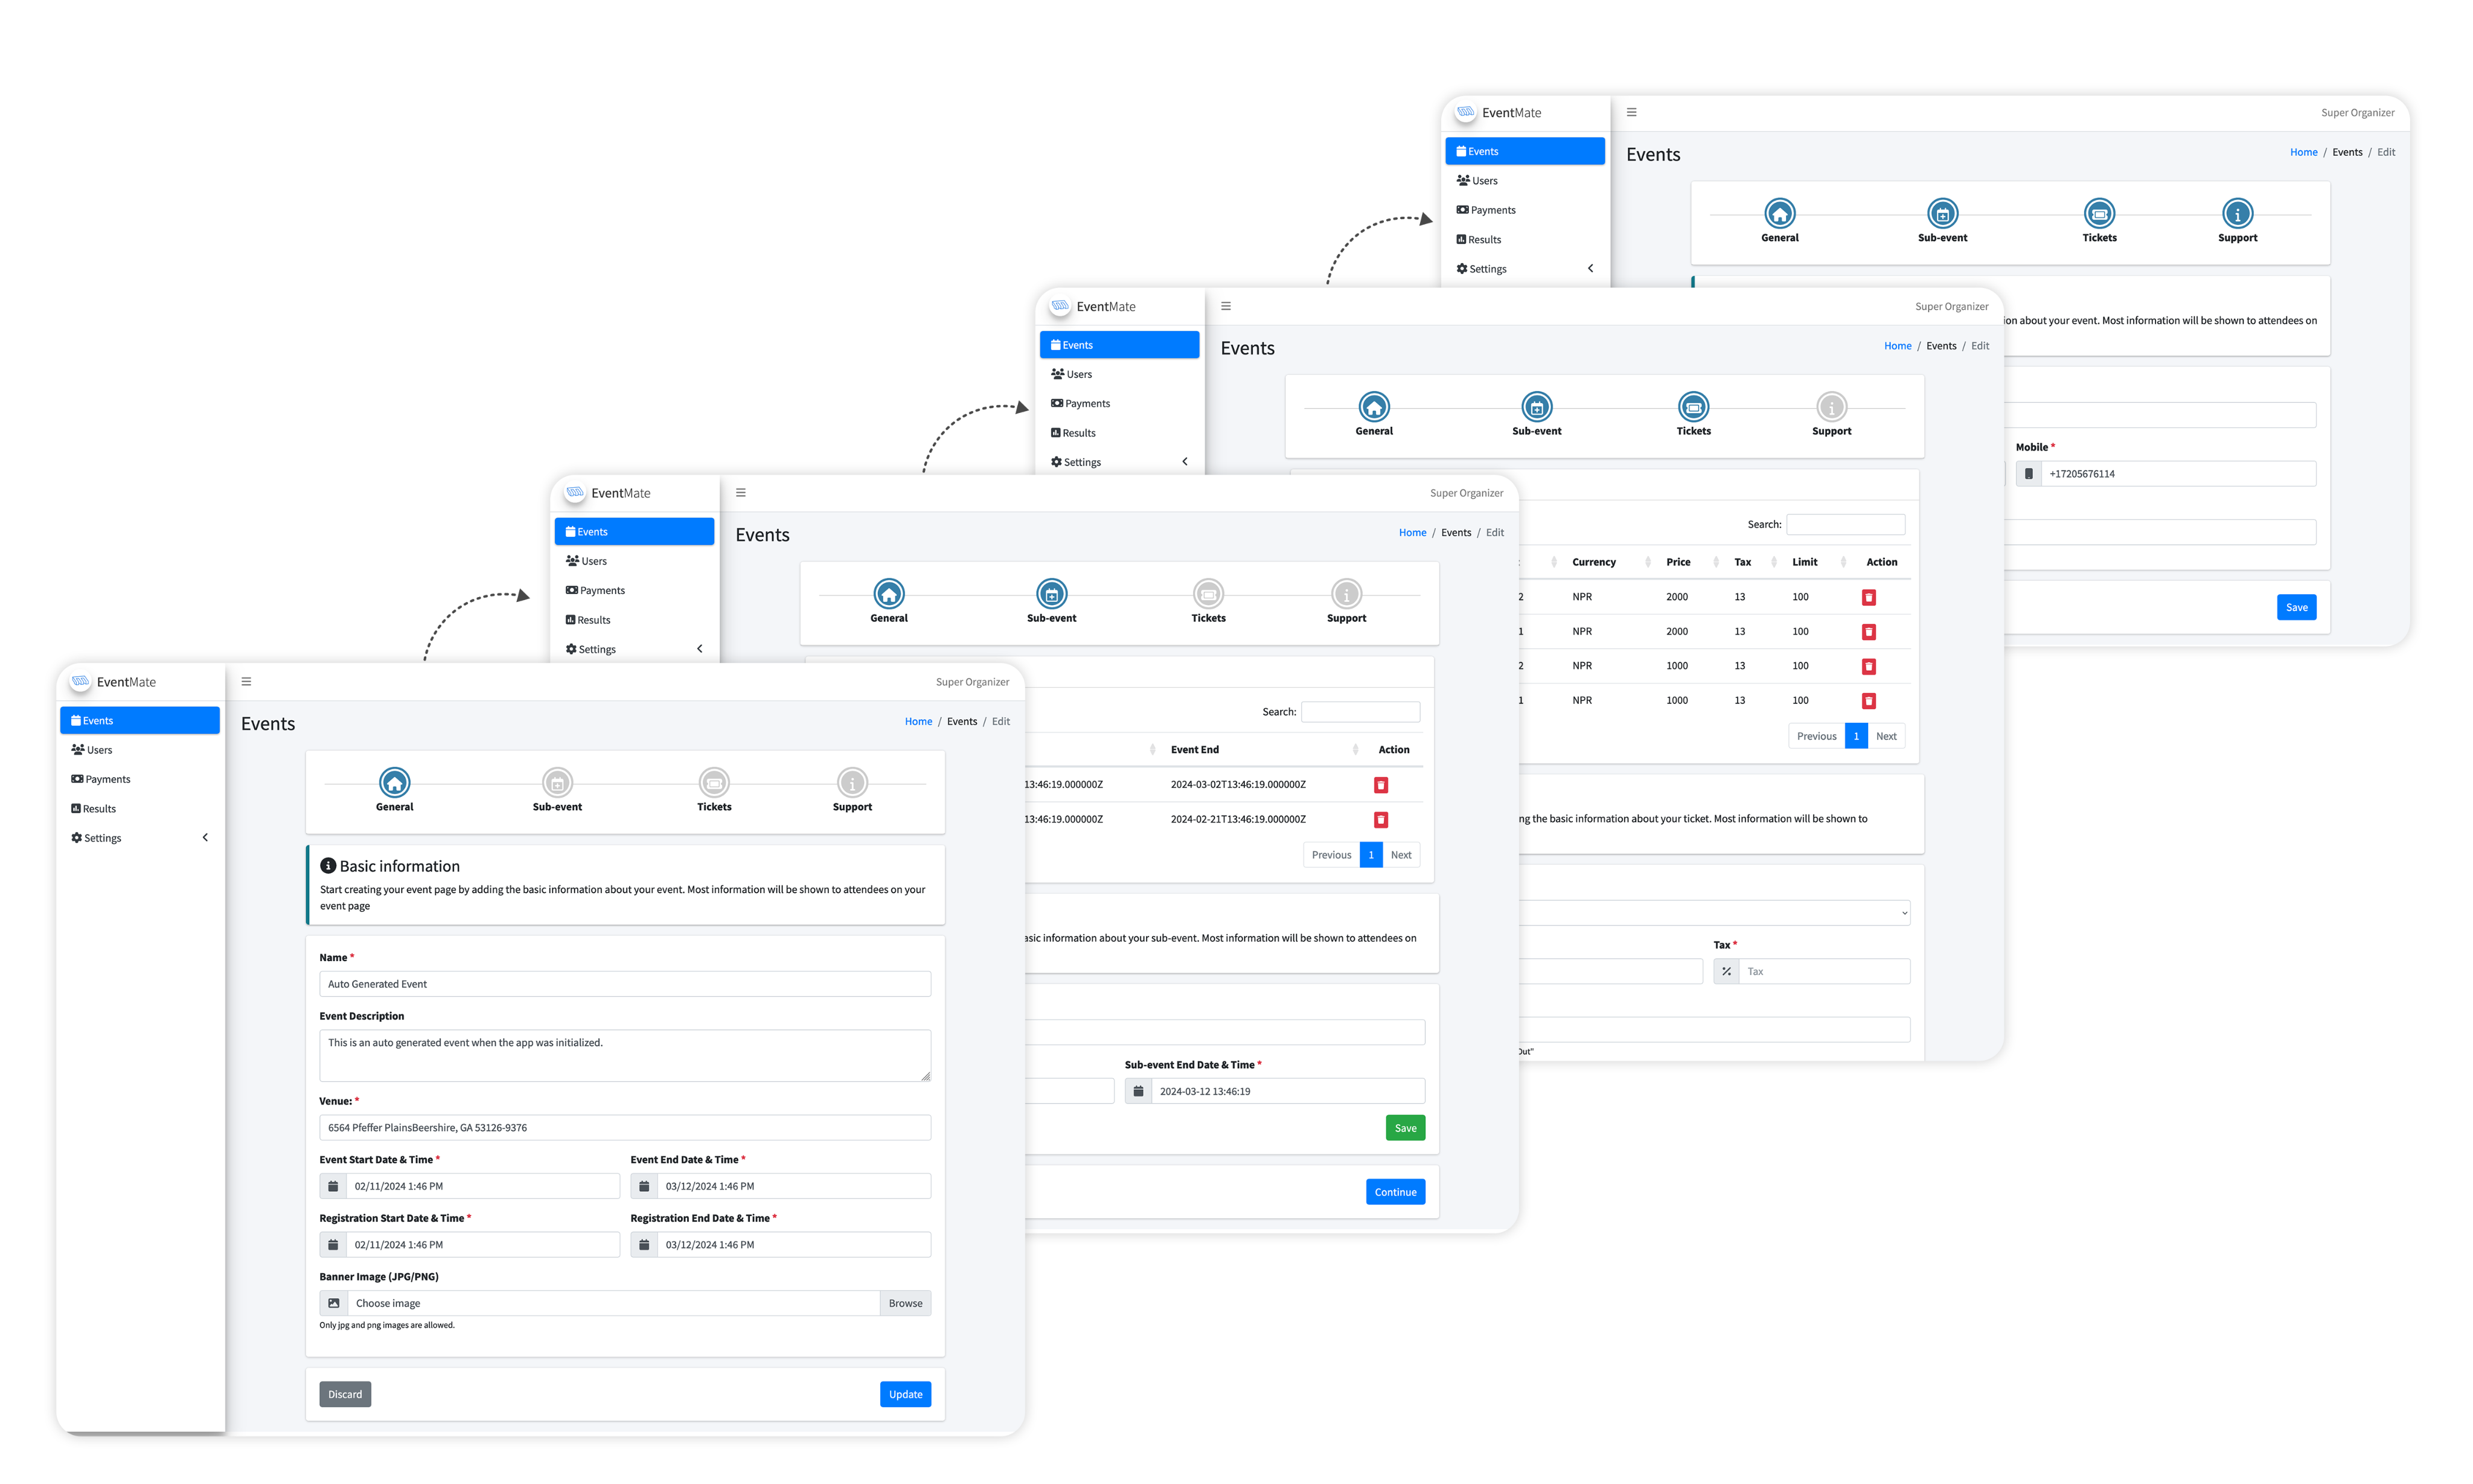 EventMate
Super Organizer
Events
Users
Payments
Results
Settings
Events
Home / Events / Edit
General Sub-event Tickets Support
Basic information
Start creating your event page by adding the basic information about your event. Most information will be shown to attendees on your
event page
Name *
Auto Generated Event
Event Description
This is an auto generated event when the app was initialized.
Venue: *
6564 Pfeffer PlainsBeershire, GA 53126-9376
Event Start Date & Time * Event End Date & Time *
02/11/2024 1:46 PM 03/12/2024 1:46 PM
Registration Start Date & Time * Registration End Date & Time *
02/11/2024 1:46 PM 03/12/2024 1:46 PM
Banner Image (JPG/PNG)
Choose image Browse
Only jpg and png images are allowed.
Discard Update
EventMate
Super Organizer
Events
Users
Payments
Results
Settings
Events
Home / Events / Edit
General Sub-event Tickets Support
Search:
Event End Action
13:46:19.000000Z 2024-03-02T13:46:19.000000Z
13:46:19.000000Z 2024-02-21T13:46:19.000000Z
Previous 1 Next
information about your sub-event. Most information will be shown to attendees on
Sub-event End Date & Time *
2024-03-12 13:46:19
Save
Continue
EventMate
Super Organizer
Events
Users
Payments
Results
Settings
Events
Home / Events / Edit
General Sub-event Tickets Support
Search:
Currency Price Tax Limit Action
2 NPR 2000 13 100
1 NPR 2000 13 100
2 NPR 1000 13 100
1 NPR 1000 13 100
Previous 1 Next
the basic information about your ticket. Most information will be shown to
Tax *
Tax
Out"
EventMate
Super Organizer
Events
Users
Payments
Results
Settings
Events
Home / Events / Edit
General Sub-event Tickets Support
about your event. Most information will be shown to attendees on
Mobile *
+17205676114
Save